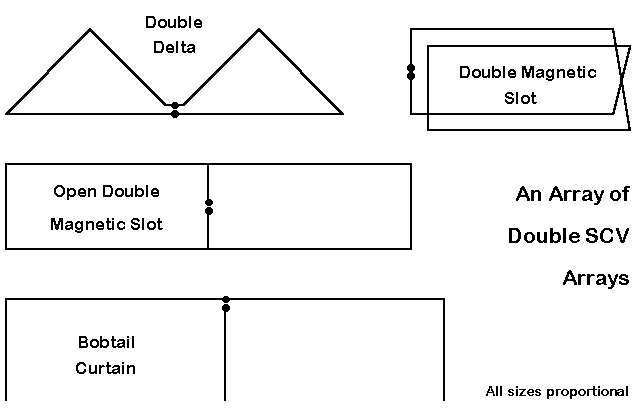 Double
Delta
Double Magnetic
Slot
Open Double
Magnetic Slot
An Array of
Double SCV
Arrays
Bobtail
Curtain
All sizes proportional